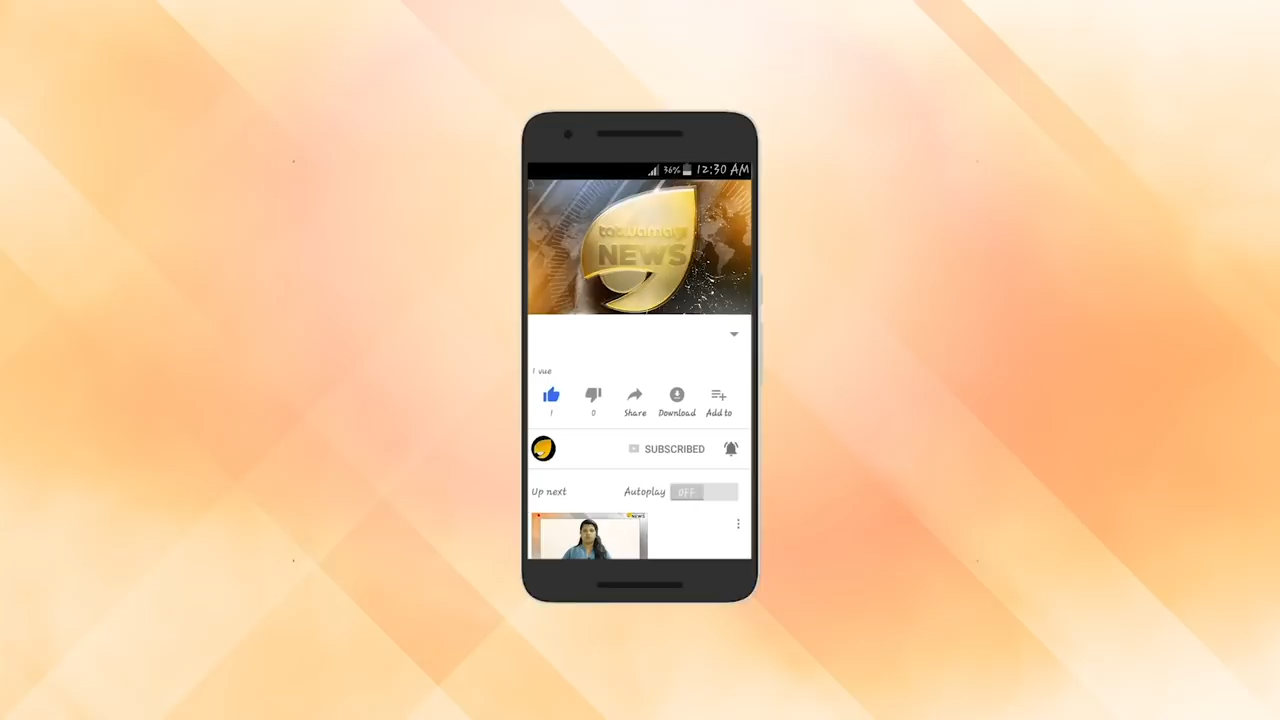 36% 12:30 AM
tatwamayi
NEWS
1 vue
1 0 Share Download Add to
SUBSCRIBED
Up next Autoplay OFF
NEWS